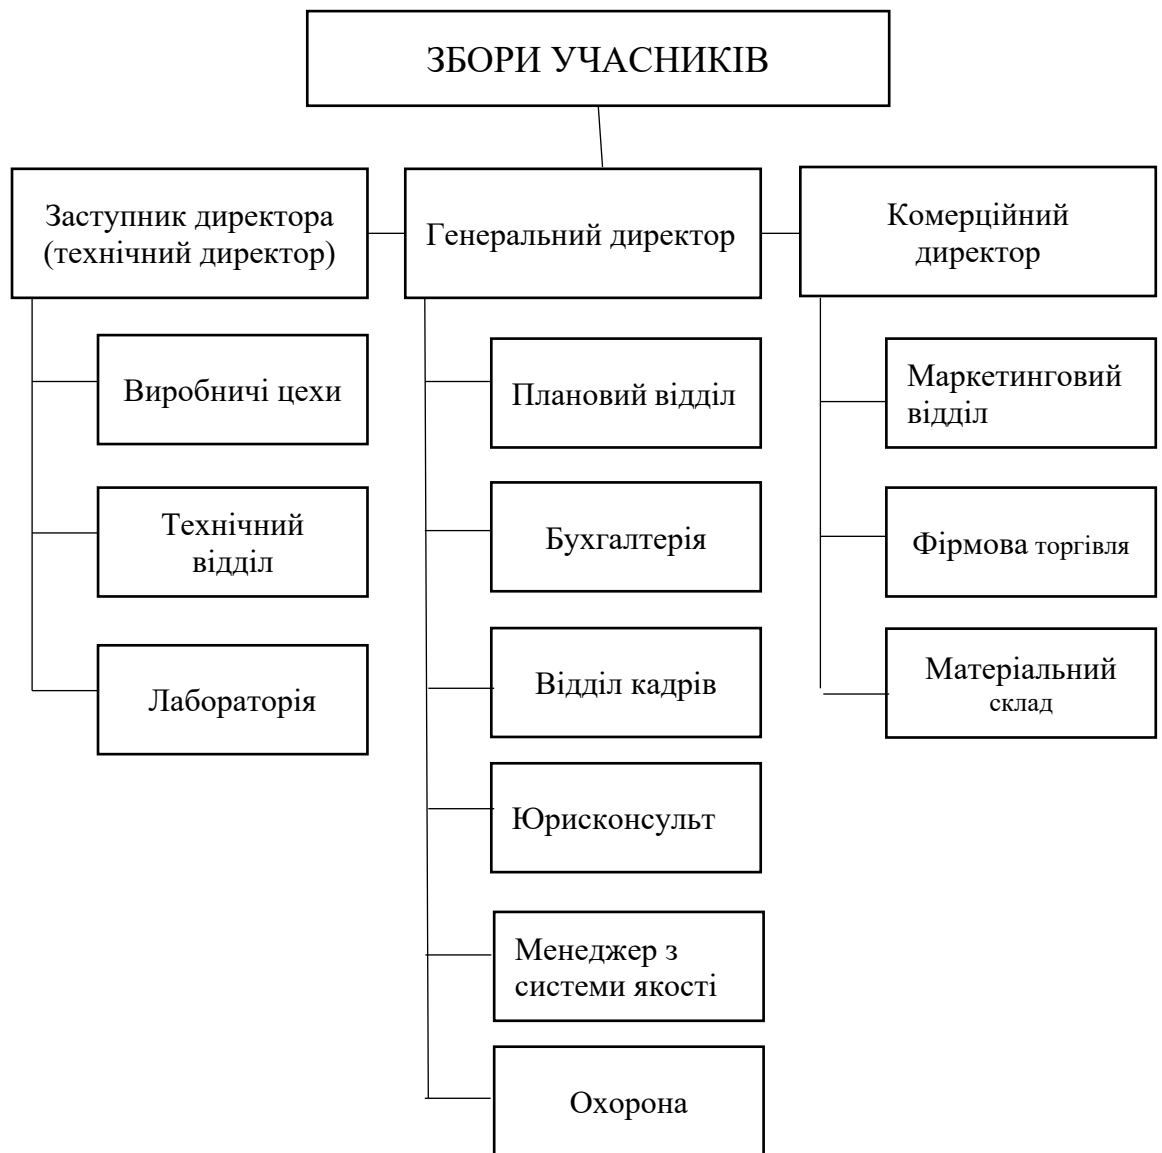 ЗБОРИ УЧАСНИКІВ
Заступник директора
(технічний директор)
Генеральний директор
Комерційний
директор
Виробничі цехи
Технічний
відділ
Лабораторія
Плановий відділ
Бухгалтерія
Відділ кадрів
Юрисконсульт
Менеджер з
системи якості
Охорона
Маркетинговий
відділ
Фірмова торгівля
Матеріальний
склад